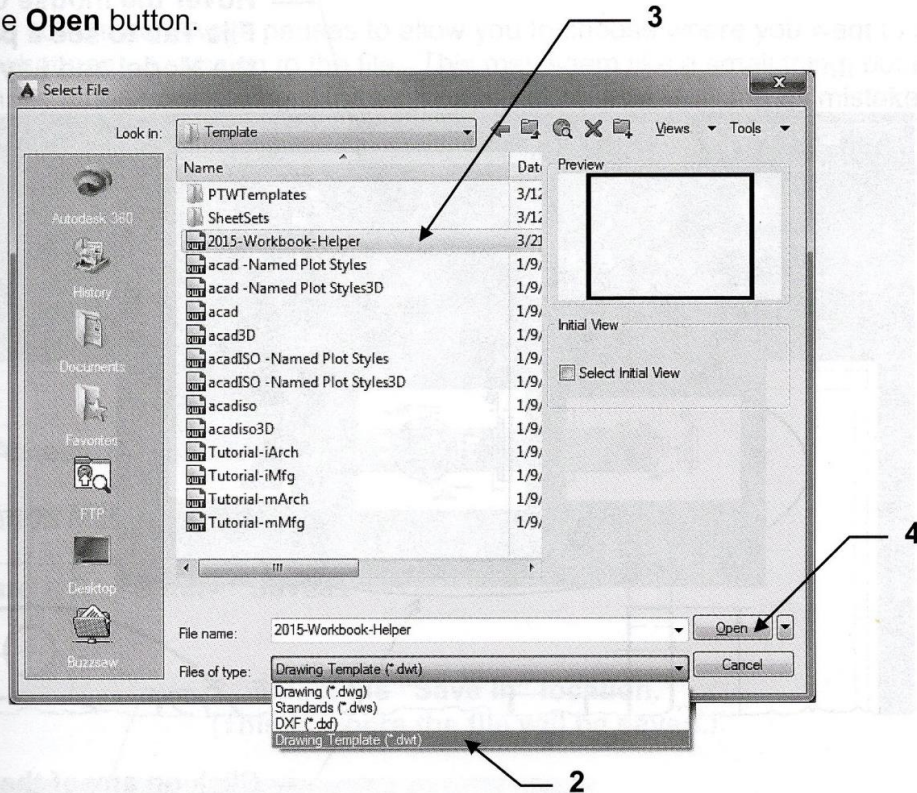 e Open button.
3
Select File
Look in:
Template
Views
Tools
Name
Date
Preview
PTWTemplates
3/12
SheetSets
3/12
2015-Workbook-Helper
3/21
acad -Named Plot Styles
1/9/
acad -Named Plot Styles3D
1/9/
acad
1/9/
acad3D
1/9/
acadISO -Named Plot Styles
1/9/
acadISO -Named Plot Styles3D
1/9/
acadiso
1/9/
acadiso3D
1/9/
Tutorial-iArch
1/9/
Tutorial-iMfg
1/9/
Tutorial-mArch
1/9/
Tutorial-mMfg
1/9/
Initial View
Select Initial View
Autodesk 360
History
Documents
Favorites
FTP
Desktop
Buzzsaw
4
File name:
2015-Workbook-Helper
Open
Files of type:
Drawing Template (*.dwt)
Cancel
Drawing (*.dwg)
Standards (*.dws)
DXF (*.dxf)
Drawing Template (*.dwt)
2